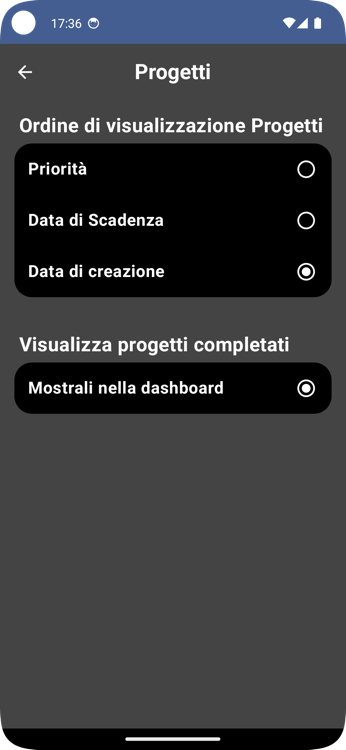 17:36
Progetti
Ordine di visualizzazione Progetti
Priorità
Data di Scadenza
Data di creazione
Visualizza progetti completati
Mostrali nella dashboard